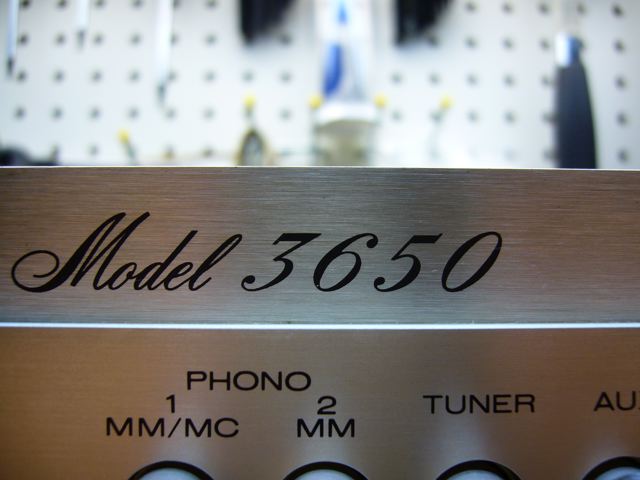 Model 3650
PHONO
1 2
MM/MC MM TUNER